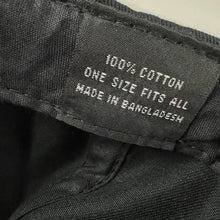 100% COTTON
ONE SIZE FITS ALL
MADE IN BANGLADESH